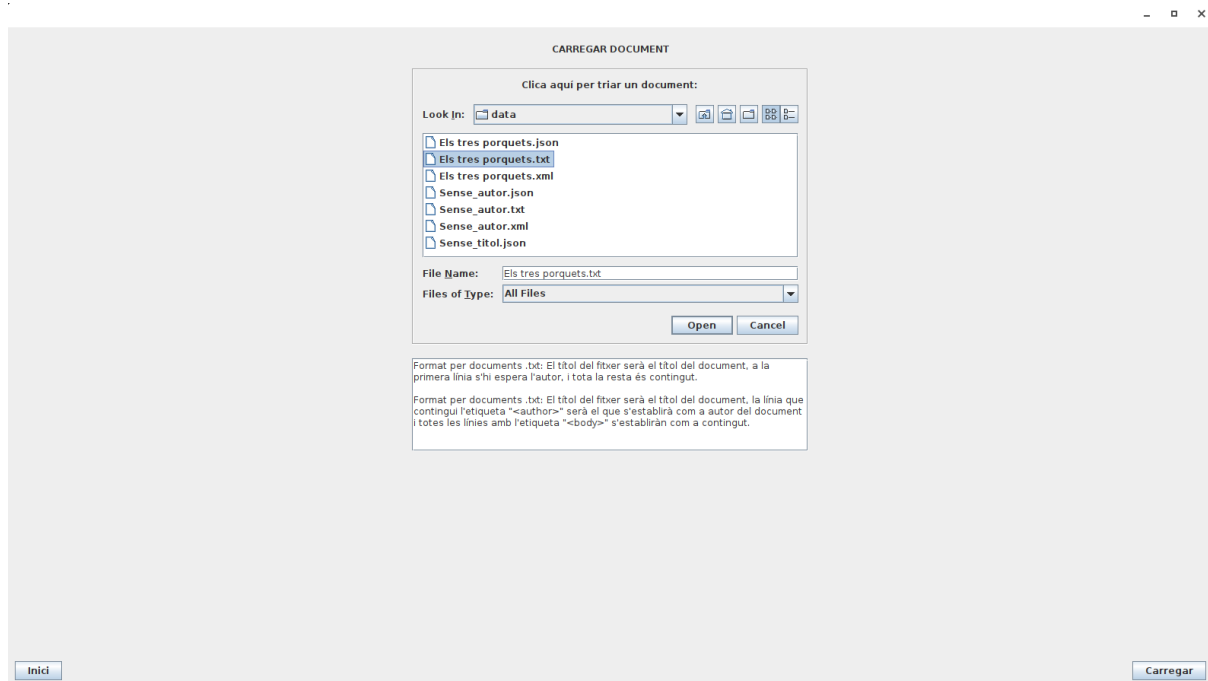 CARREGAR DOCUMENT
Clica aquí per triar un document:
Look In: data
Els tres porquets.json
Els tres porquets.txt
Els tres porquets.xml
Sense_autor.json
Sense_autor.txt
Sense_autor.xml
Sense_titol.json
File Name: Els tres porquets.txt
Files of Type: All Files
Open Cancel
Format per documents .txt: El títol del fitxer serà el títol del document, a la
primera línia s'hi espera l'autor, i tota la resta és contingut.
Format per documents .txt: El títol del fitxer serà el títol del document, la línia que
contingui l'etiqueta "<author>" serà el que s'establirà com a autor del document
i totes les línies amb l'etiqueta "<body>" s'establiràn com a contingut.
Inici Carregar